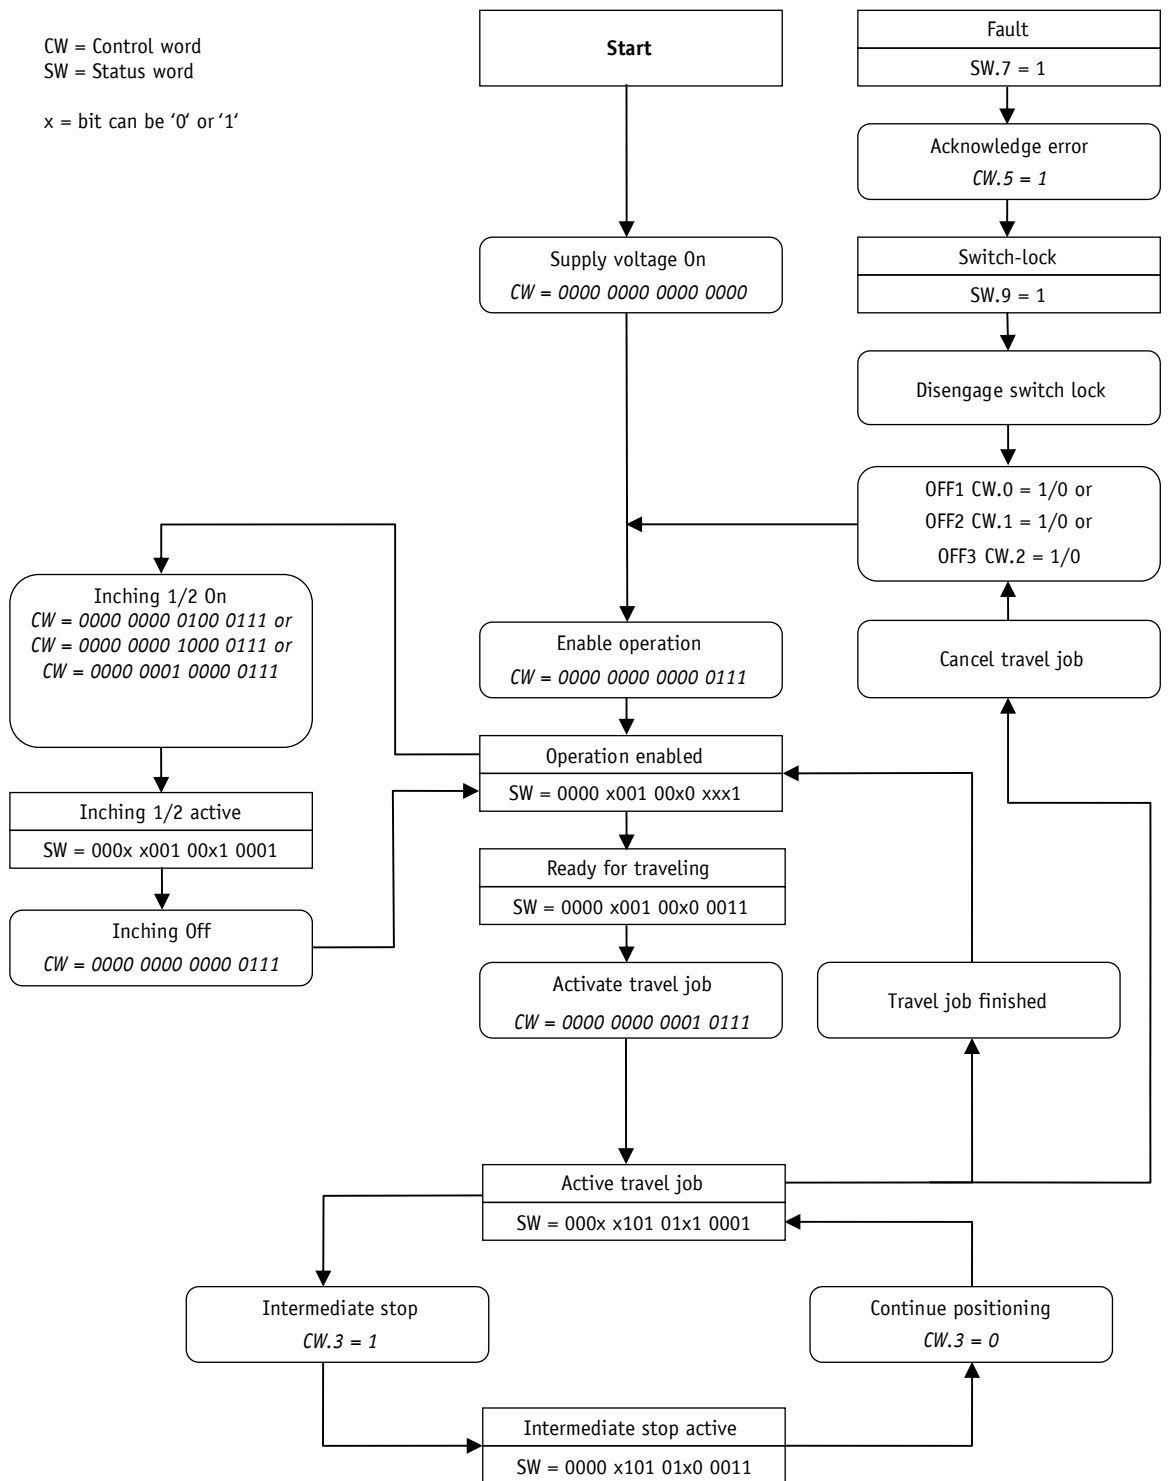 CW = Control word
SW = Status word
x = bit can be ‘0‘ or ‘1‘
Start
Fault
SW.7 = 1
Acknowledge error
CW.5 = 1
Supply voltage On
CW = 0000 0000 0000 0000
Switch-lock
SW.9 = 1
Disengage switch lock
OFF1 CW.0 = 1/0 or
OFF2 CW.1 = 1/0 or
OFF3 CW.2 = 1/0
Inching 1/2 On
CW = 0000 0000 0100 0111 or
CW = 0000 0000 1000 0111 or
CW = 0000 0001 0000 0111
Enable operation
CW = 0000 0000 0000 0111
Cancel travel job
Operation enabled
SW = 0000 x001 00x0 xxx1
Inching 1/2 active
SW = 000x x001 00x1 0001
Ready for traveling
SW = 0000 x001 00x0 0011
Inching Off
CW = 0000 0000 0000 0111
Activate travel job
CW = 0000 0000 0001 0111
Travel job finished
Active travel job
SW = 000x x101 01x1 0001
Intermediate stop
CW.3 = 1
Continue positioning
CW.3 = 0
Intermediate stop active
SW = 0000 x101 01x0 0011